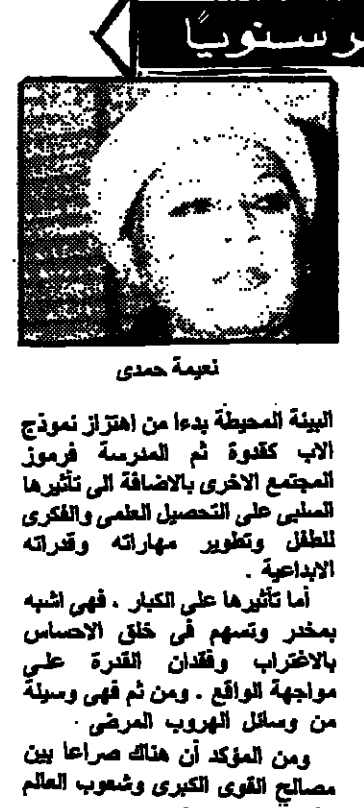 ر سنويًا
نعيمة حمدى
البيئة المحيطة بدءا من اهتزاز نموذج
الاب كقدوة ثم المدرسة فرموز
المجتمع الاخرى بالاضافة الى تأثيرها
السلبى على التحصيل العلمى والفكرى
للطفل وتطوير مهاراته وقدراته
الابداعية .
أما تأثيرها على الكبار ، فهى اشبه
بمخدر وتسهم فى خلق الاحساس
بالاغتراب وفقدان القدرة على
مواجهة الواقع . ومن ثم فهى وسيلة
من وسائل الهروب المرضى .
ومن المؤكد أن هناك صراعا بين
مصالح القوى الكبرى وشعوب العالم